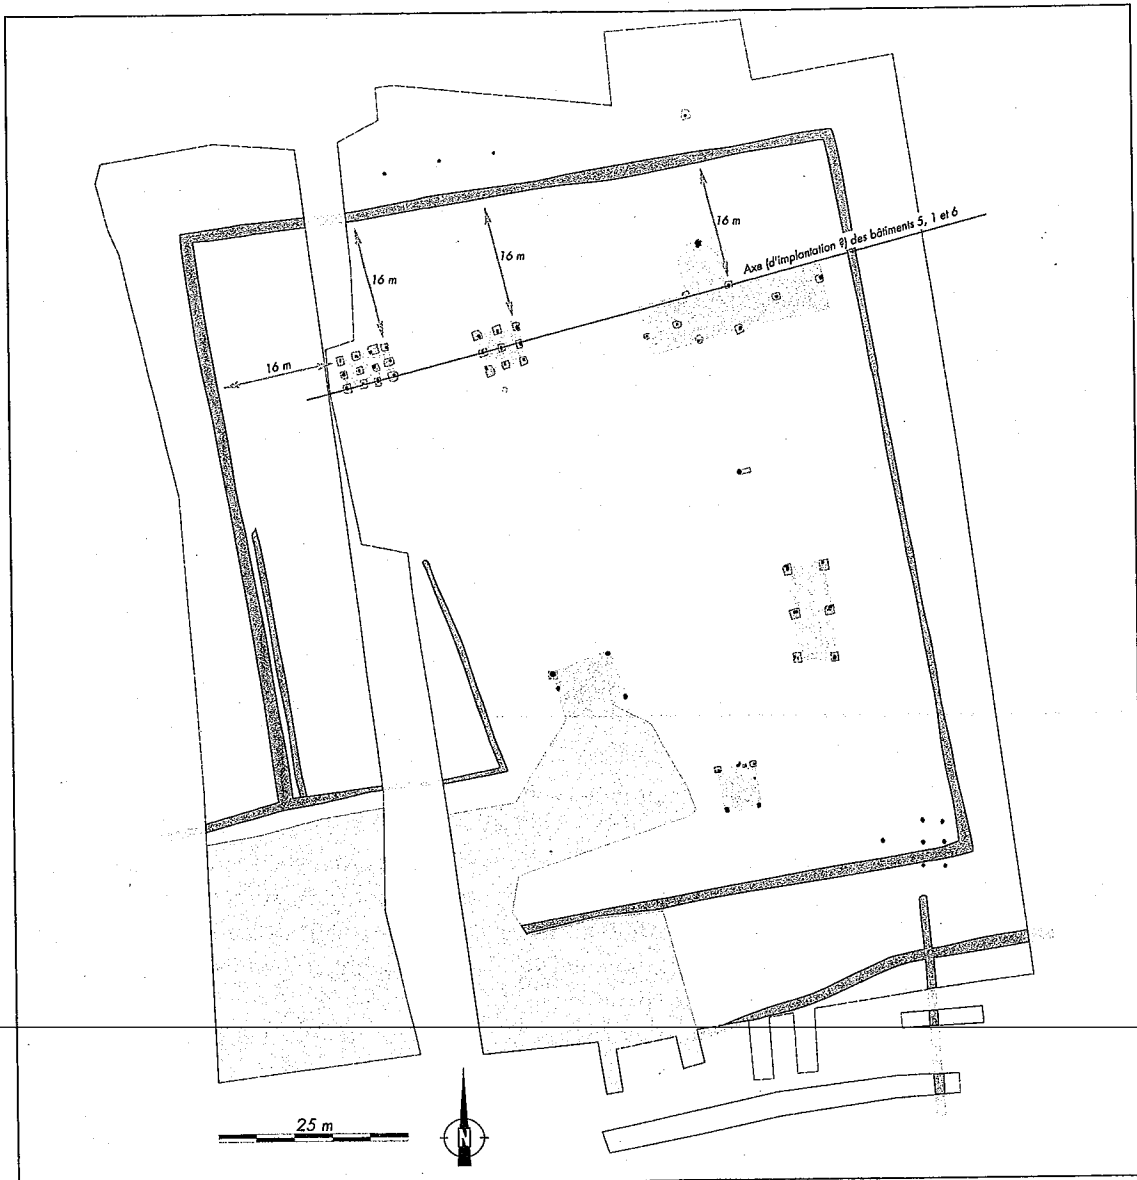 16 m
16 m
16 m
Axe (d'implantation ?) des bâtiments 5, 1 et 6
16 m
25 m
N